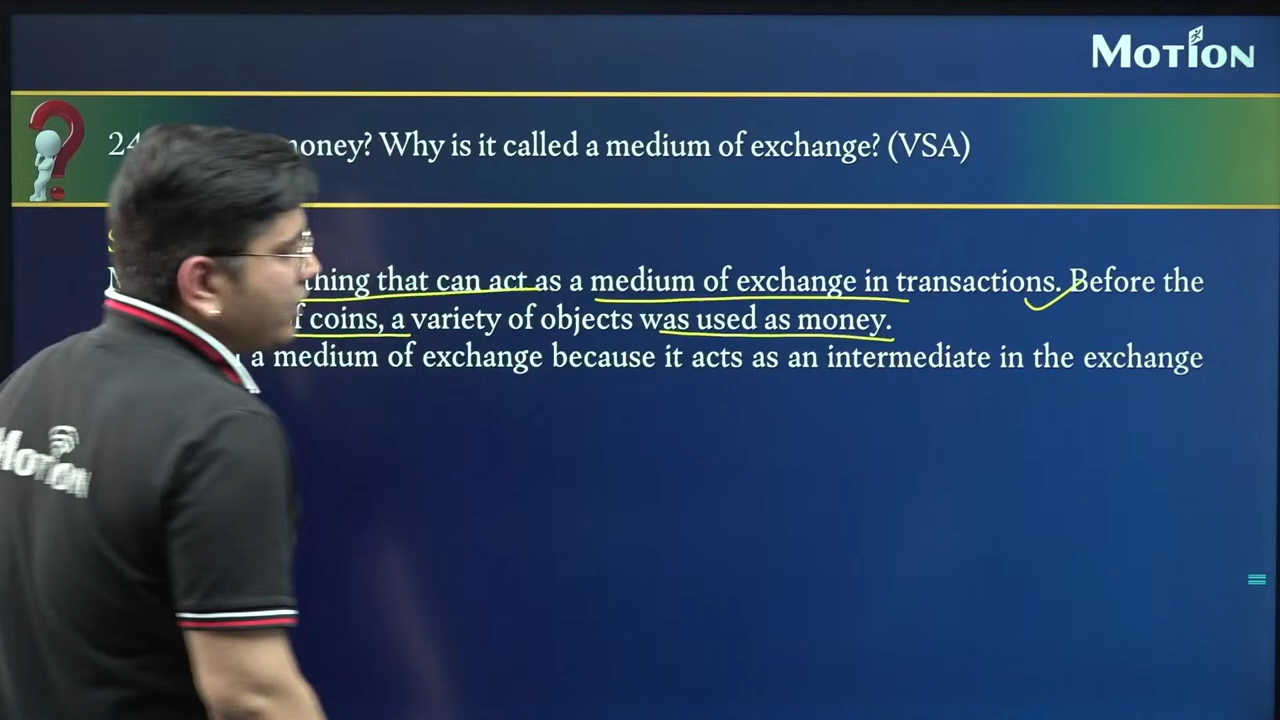 MOTION
24 money? Why is it called a medium of exchange? (VSA)
thing that can act as a medium of exchange in transactions. Before the
f coins, a variety of objects was used as money.
a medium of exchange because it acts as an intermediate in the exchange
MOTION